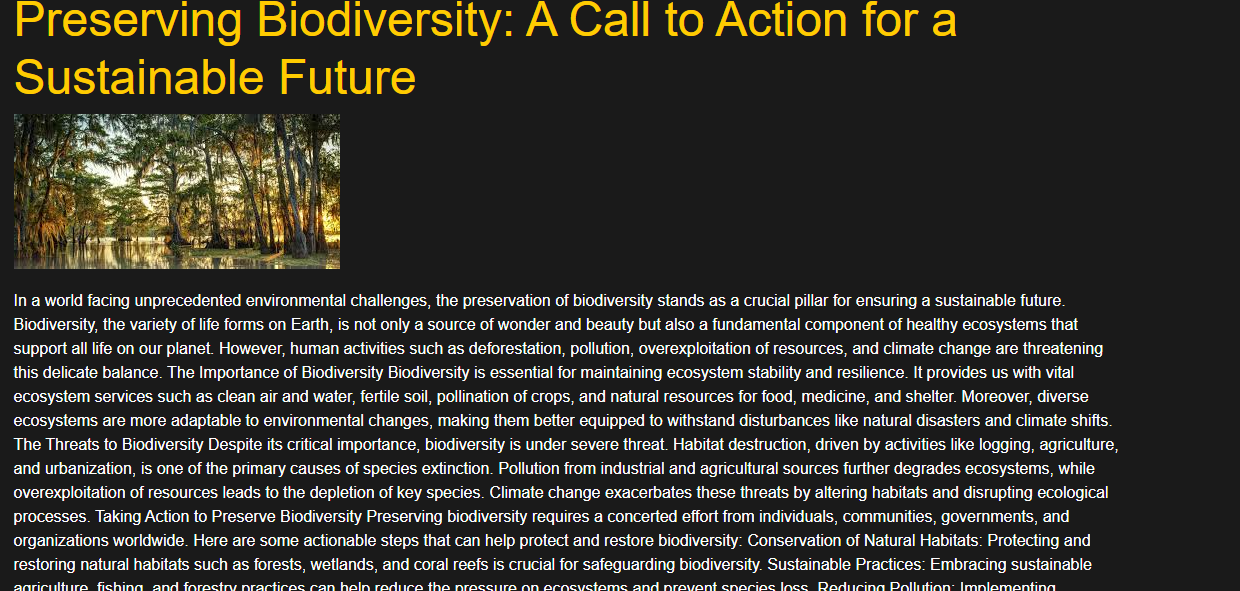 Preserving Biodiversity: A Call to Action for a
Sustainable Future
In a world facing unprecedented environmental challenges, the preservation of biodiversity stands as a crucial pillar for ensuring a sustainable future.
Biodiversity, the variety of life forms on Earth, is not only a source of wonder and beauty but also a fundamental component of healthy ecosystems that
support all life on our planet. However, human activities such as deforestation, pollution, overexploitation of resources, and climate change are threatening
this delicate balance. The Importance of Biodiversity Biodiversity is essential for maintaining ecosystem stability and resilience. It provides us with vital
ecosystem services such as clean air and water, fertile soil, pollination of crops, and natural resources for food, medicine, and shelter. Moreover, diverse
ecosystems are more adaptable to environmental changes, making them better equipped to withstand disturbances like natural disasters and climate shifts.
The Threats to Biodiversity Despite its critical importance, biodiversity is under severe threat. Habitat destruction, driven by activities like logging, agriculture,
and urbanization, is one of the primary causes of species extinction. Pollution from industrial and agricultural sources further degrades ecosystems, while
overexploitation of resources leads to the depletion of key species. Climate change exacerbates these threats by altering habitats and disrupting ecological
processes. Taking Action to Preserve Biodiversity Preserving biodiversity requires a concerted effort from individuals, communities, governments, and
organizations worldwide. Here are some actionable steps that can help protect and restore biodiversity: Conservation of Natural Habitats: Protecting and
restoring natural habitats such as forests, wetlands, and coral reefs is crucial for safeguarding biodiversity. Sustainable Practices: Embracing sustainable
agriculture, fishing, and forestry practices can help reduce the pressure on ecosystems and prevent species loss. Reducing Pollution: Implementing